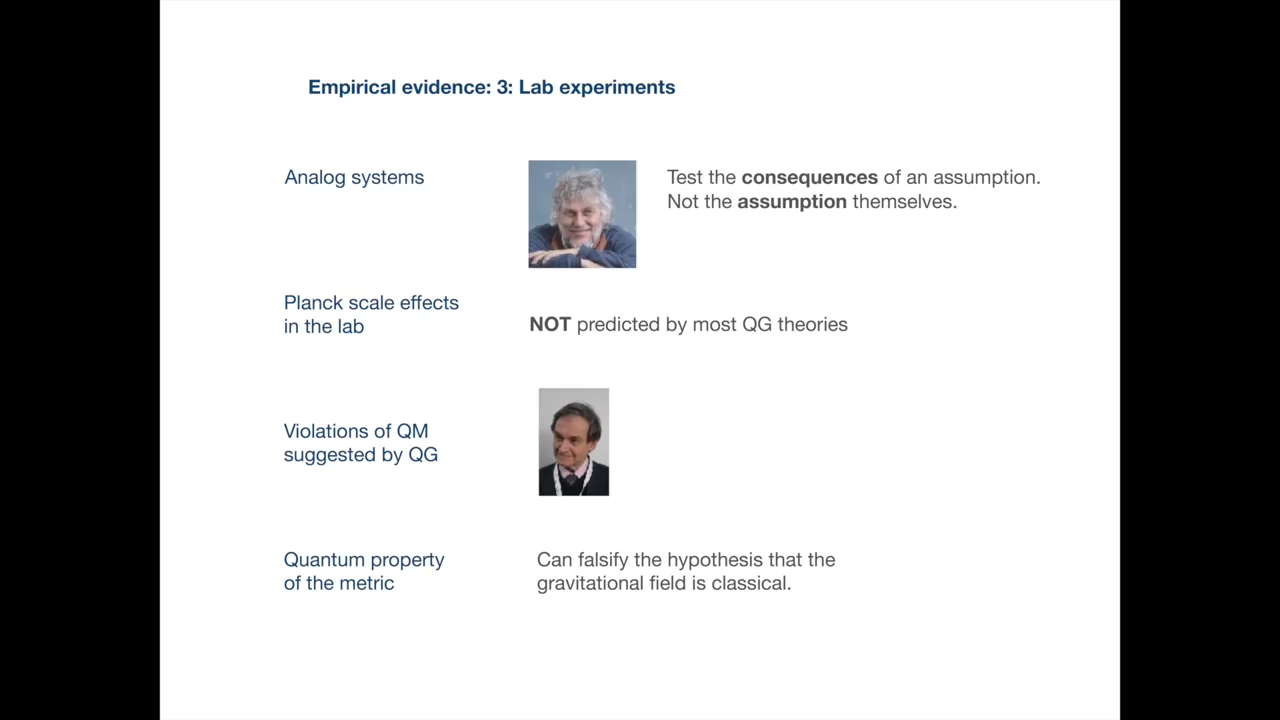 Empirical evidence: 3: Lab experiments
Analog systems
Test the consequences of an assumption.
Not the assumption themselves.
Planck scale effects
in the lab
NOT predicted by most QG theories
Violations of QM
suggested by QG
Quantum property
of the metric
Can falsify the hypothesis that the
gravitational field is classical.